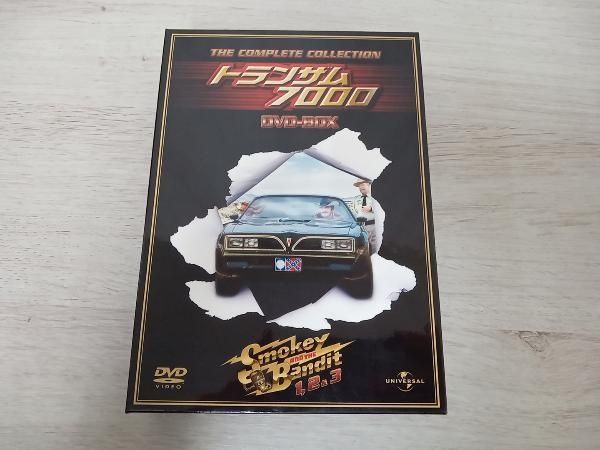 THE COMPLETE COLLECTION
トランザム
7000
DVD-BOX
Smokey
AND THE
Bandit
1, 2 & 3
DVD
VIDEO
UNIVERSAL